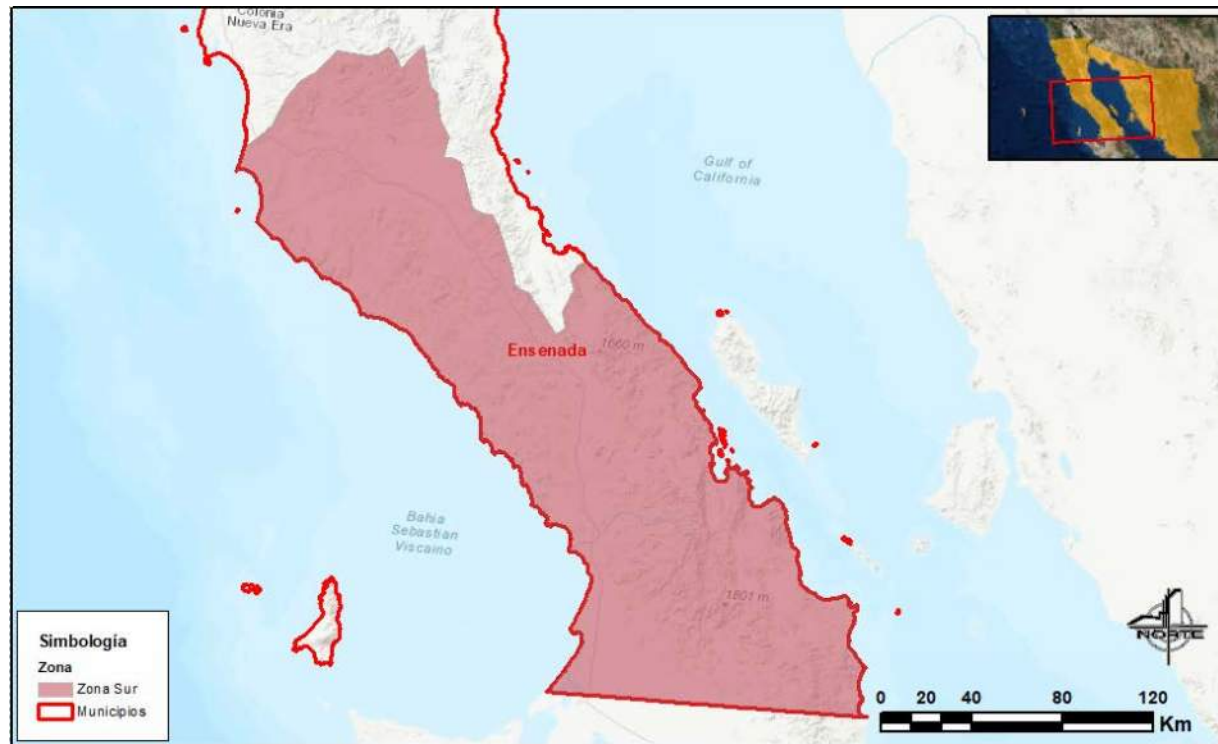 Colonia
Nueva Era
Gulf of
California
Ensenada
1660 m
Bahia
Sebastian
Viscaino
1801 m
Simbología
Zona
Zona Sur
Municipios
NORTE
0 20 40 80 120
Km